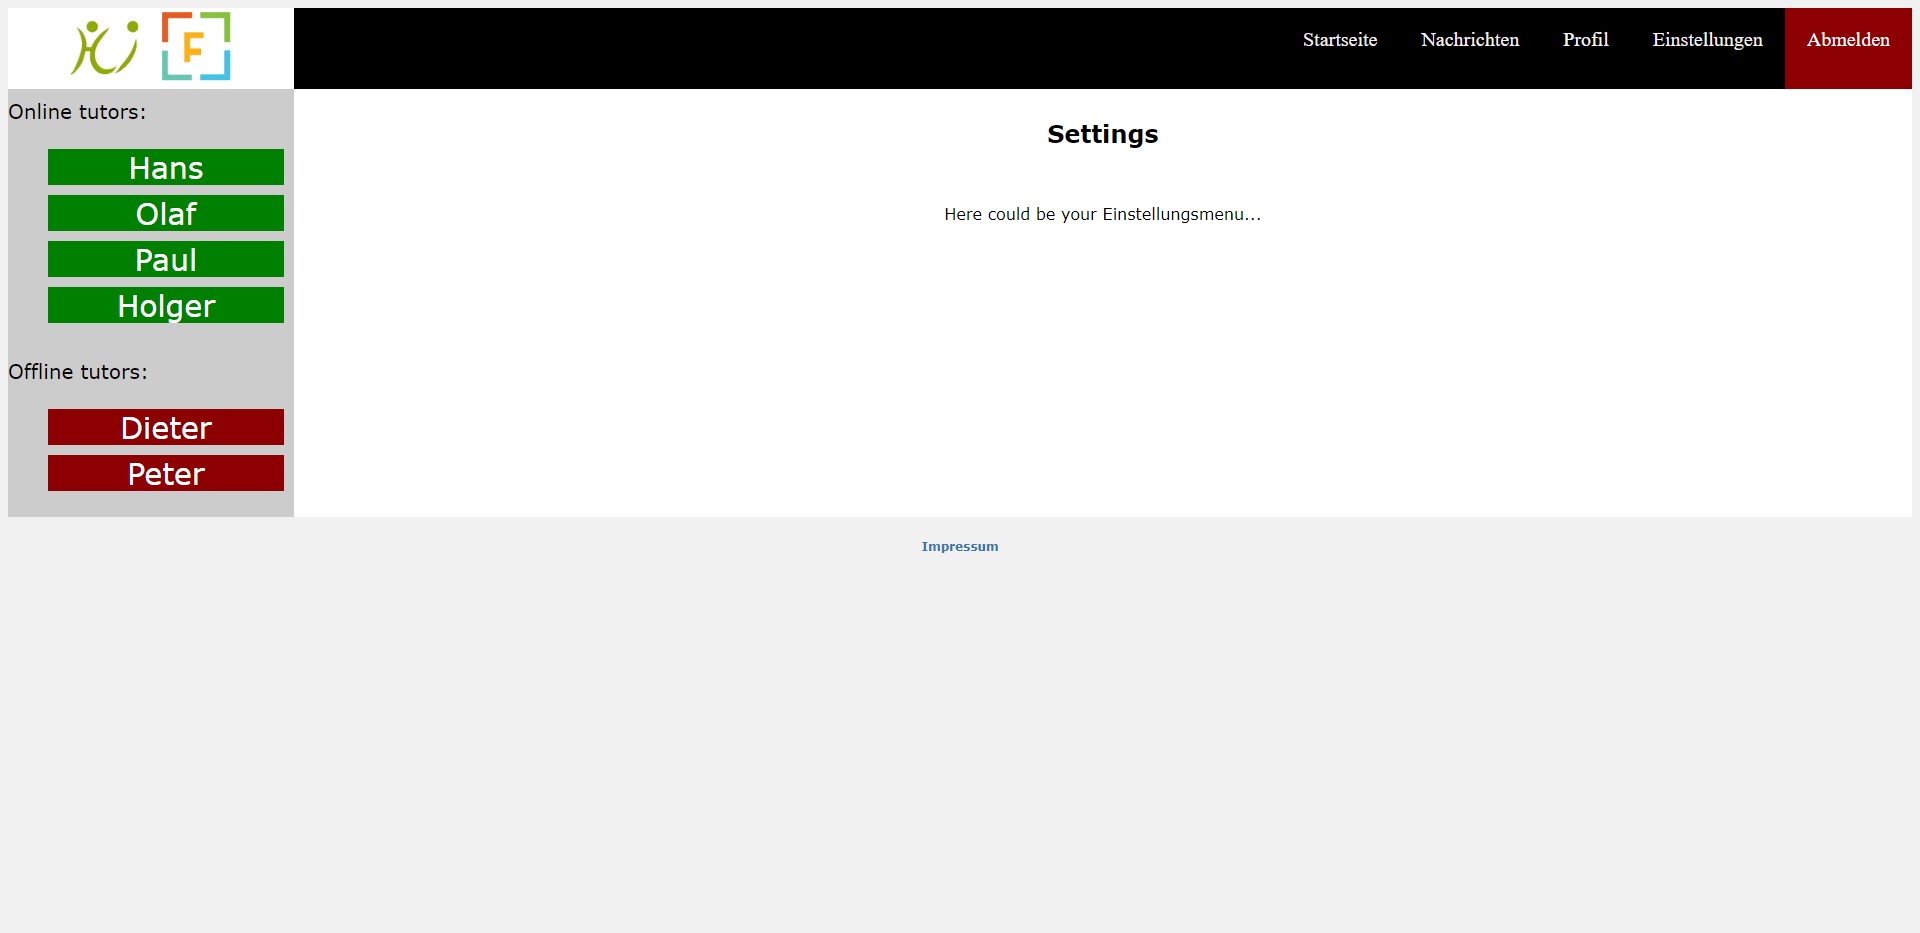 F
Startseite Nachrichten Profil Einstellungen Abmelden
Online tutors:
Hans
Olaf
Paul
Holger
Offline tutors:
Dieter
Peter
Settings
Here could be your Einstellungsmenu...
Impressum